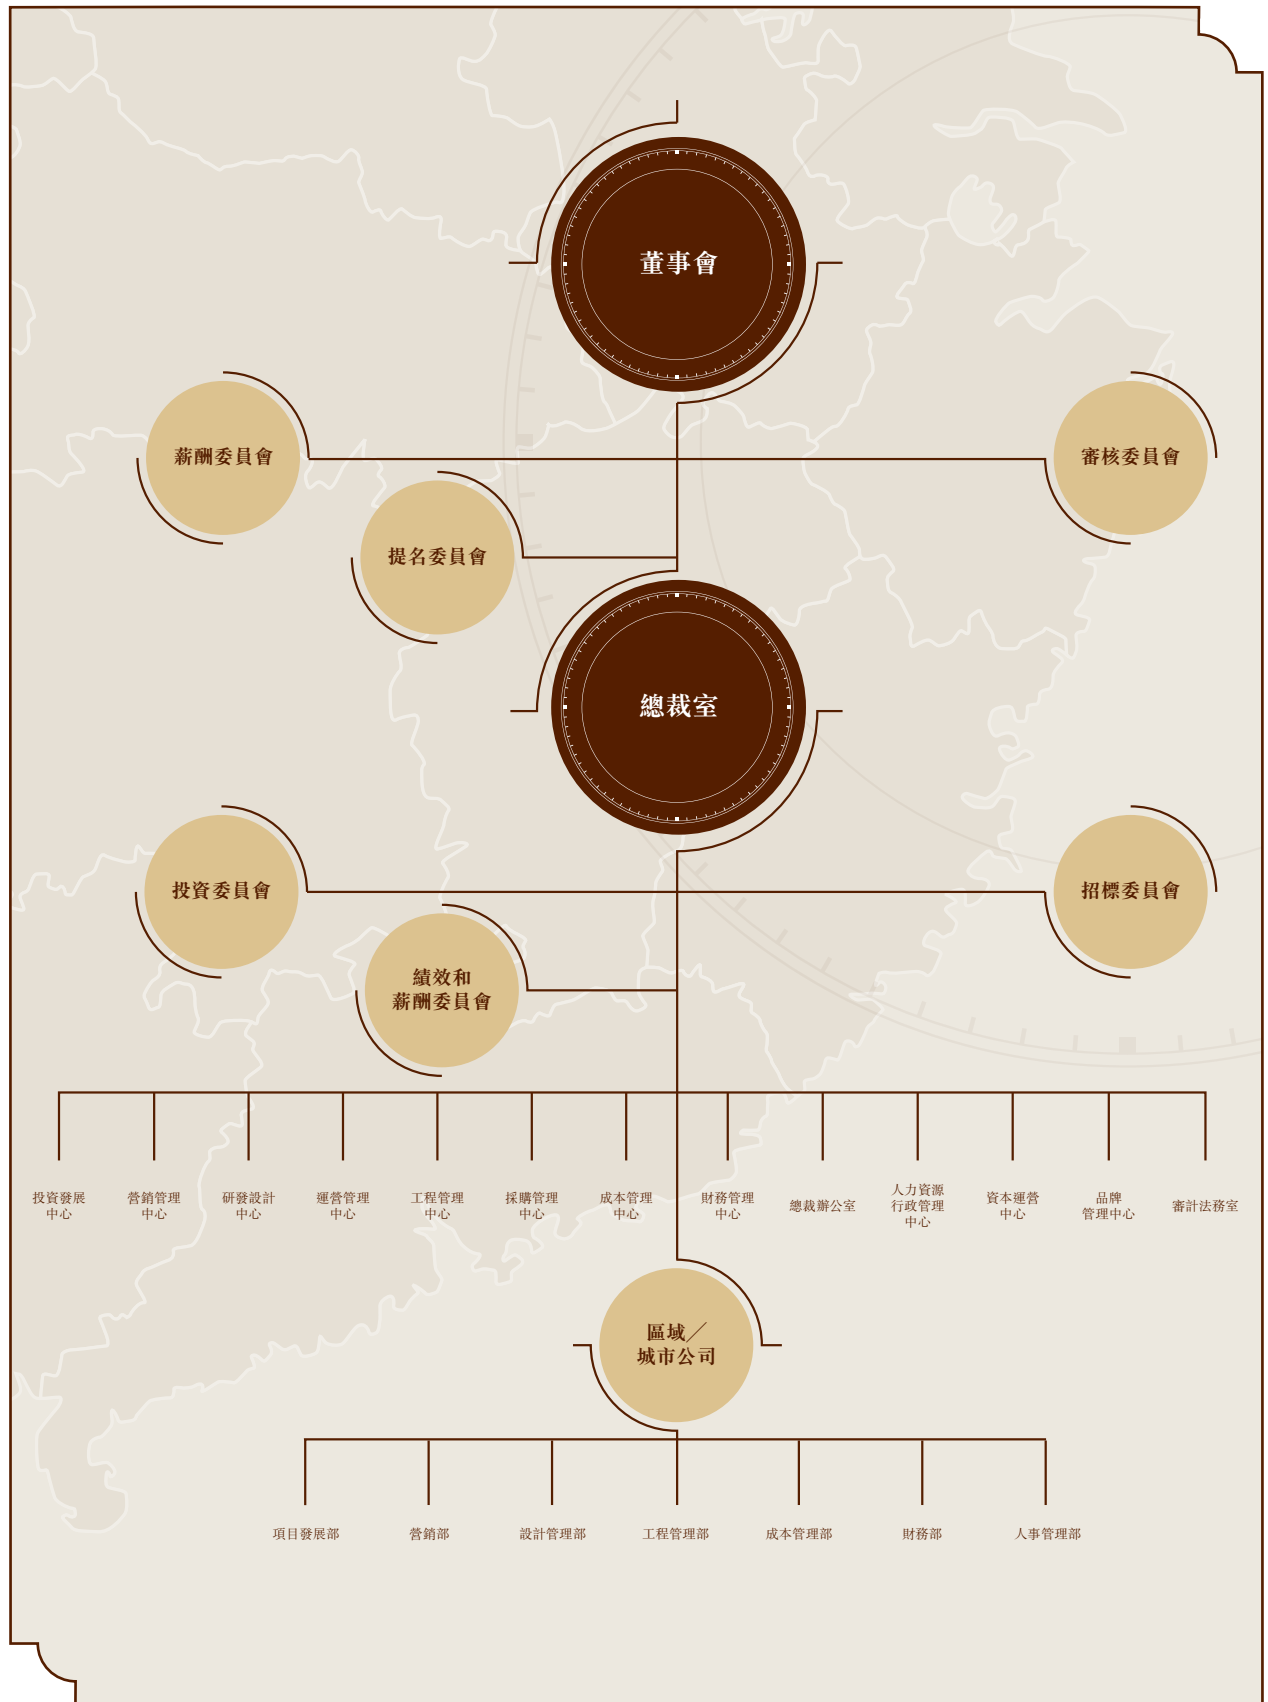 董事會
薪酬委員會
審核委員會
提名委員會
總裁室
投資委員會
招標委員會
績效和
薪酬委員會
投資發展
中心
營銷管理
中心
研發設計
中心
運營管理
中心
工程管理
中心
採購管理
中心
成本管理
中心
財務管理
中心
總裁辦公室
人力資源
行政管理
中心
資本運營
中心
品牌
管理中心
審計法務室
區域／
城市公司
項目發展部
營銷部
設計管理部
工程管理部
成本管理部
財務部
人事管理部